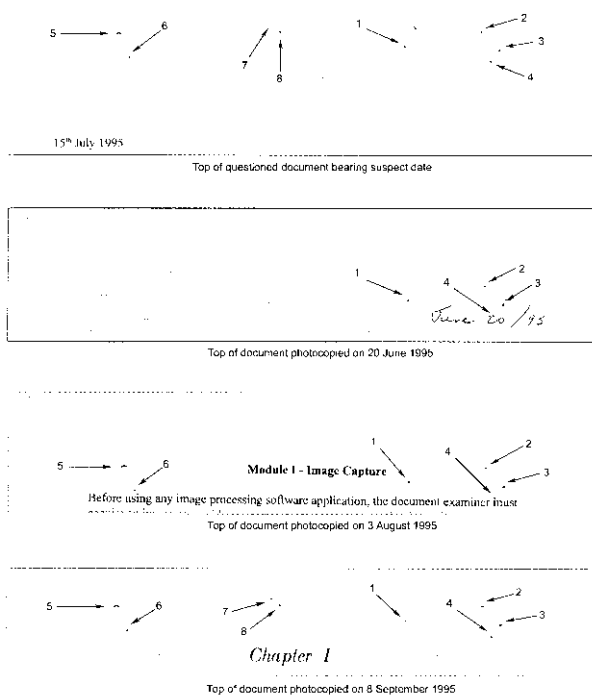 5 6 1 2
3
7 8 4
15th July 1995
Top of questioned document bearing suspect date
1 4 2
3
June 20/95
Top of document photocopied on 20 June 1995
5 6 1 4 2
3
Module 1 - Image Capture
Before using any image processing software application, the document examiner must
Top of document photocopied on 3 August 1995
5 6 7 1 4 2
8 3
Chapter 1
Top of document photocopied on 8 September 1995